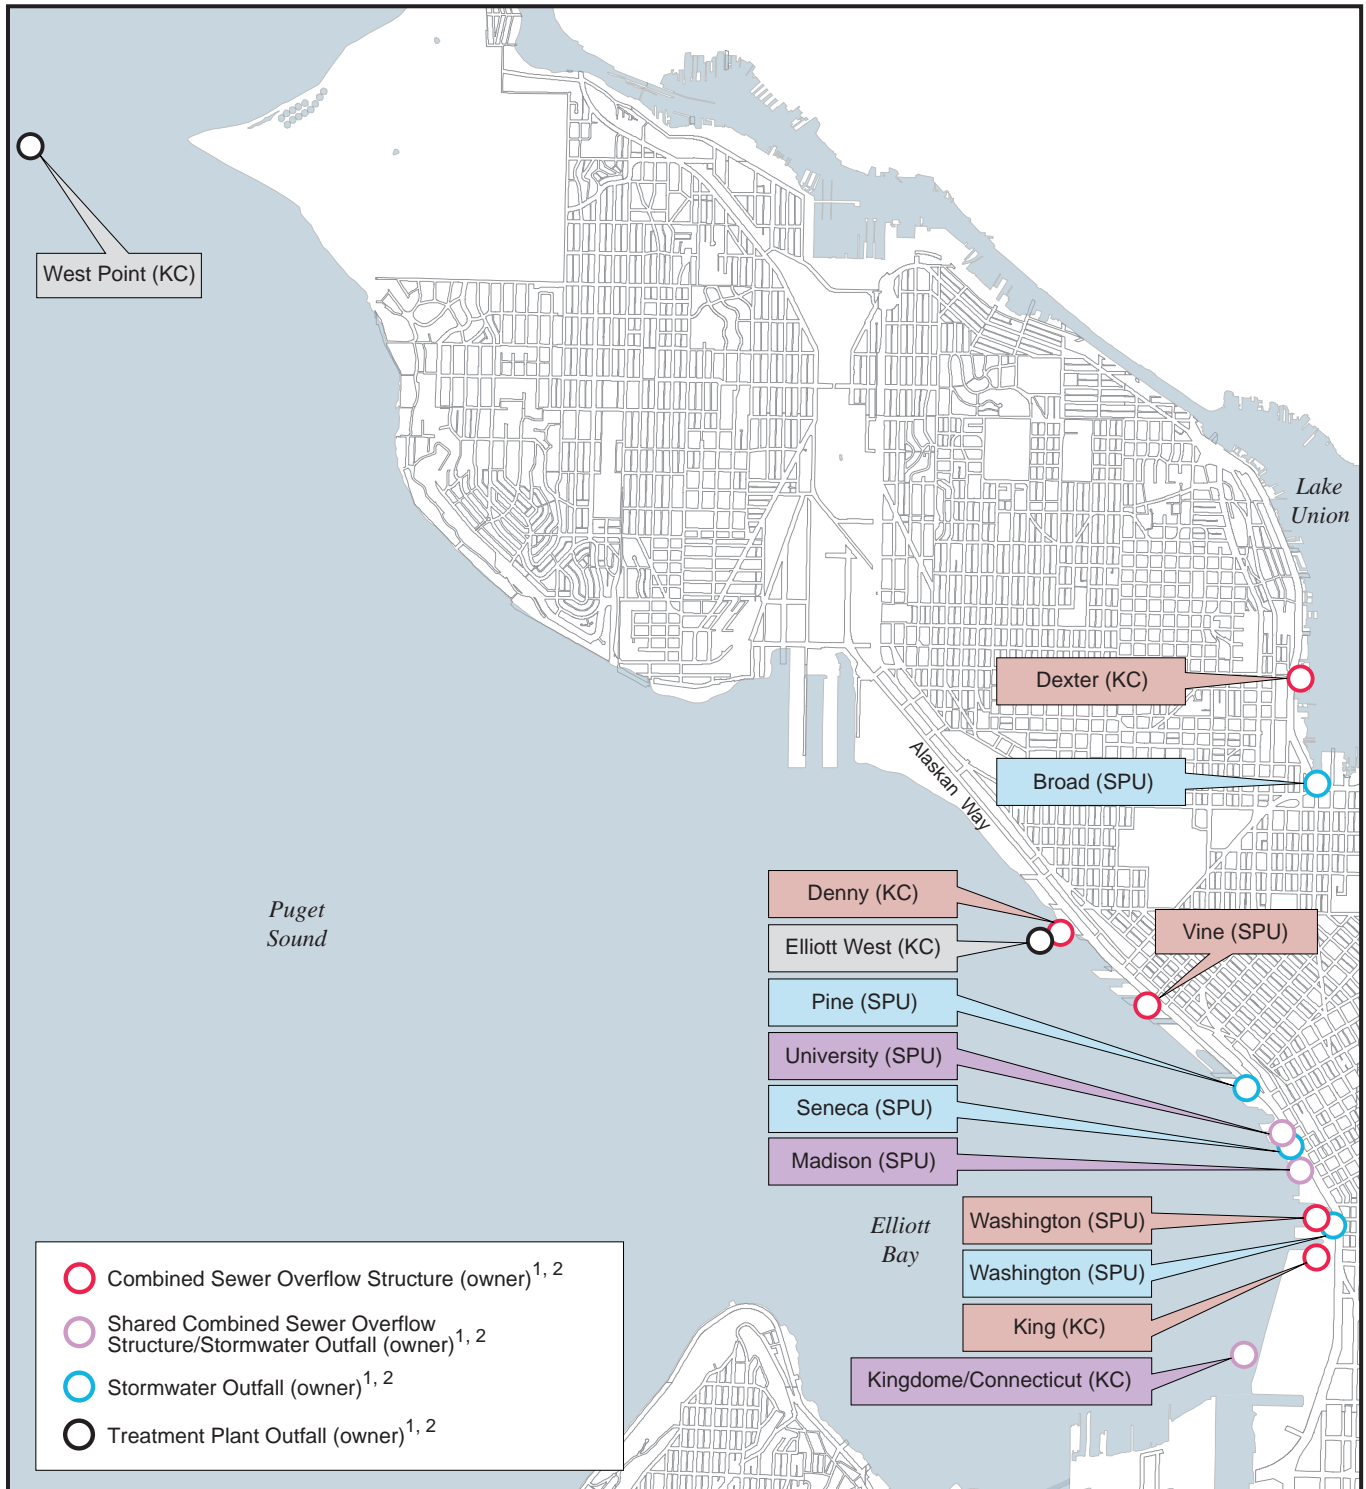 West Point (KC)
Lake
Union
Dexter (KC)
Alaskan Way
Broad (SPU)
Puget
Sound
Denny (KC)
Vine (SPU)
Elliott West (KC)
Pine (SPU)
University (SPU)
Seneca (SPU)
Madison (SPU)
Elliott
Bay
Washington (SPU)
Washington (SPU)
King (KC)
Kingdome/Connecticut (KC)
Combined Sewer Overflow Structure (owner)1, 2
Shared Combined Sewer Overflow
Structure/Stormwater Outfall (owner)1, 2
Stormwater Outfall (owner)1, 2
Treatment Plant Outfall (owner)1, 2